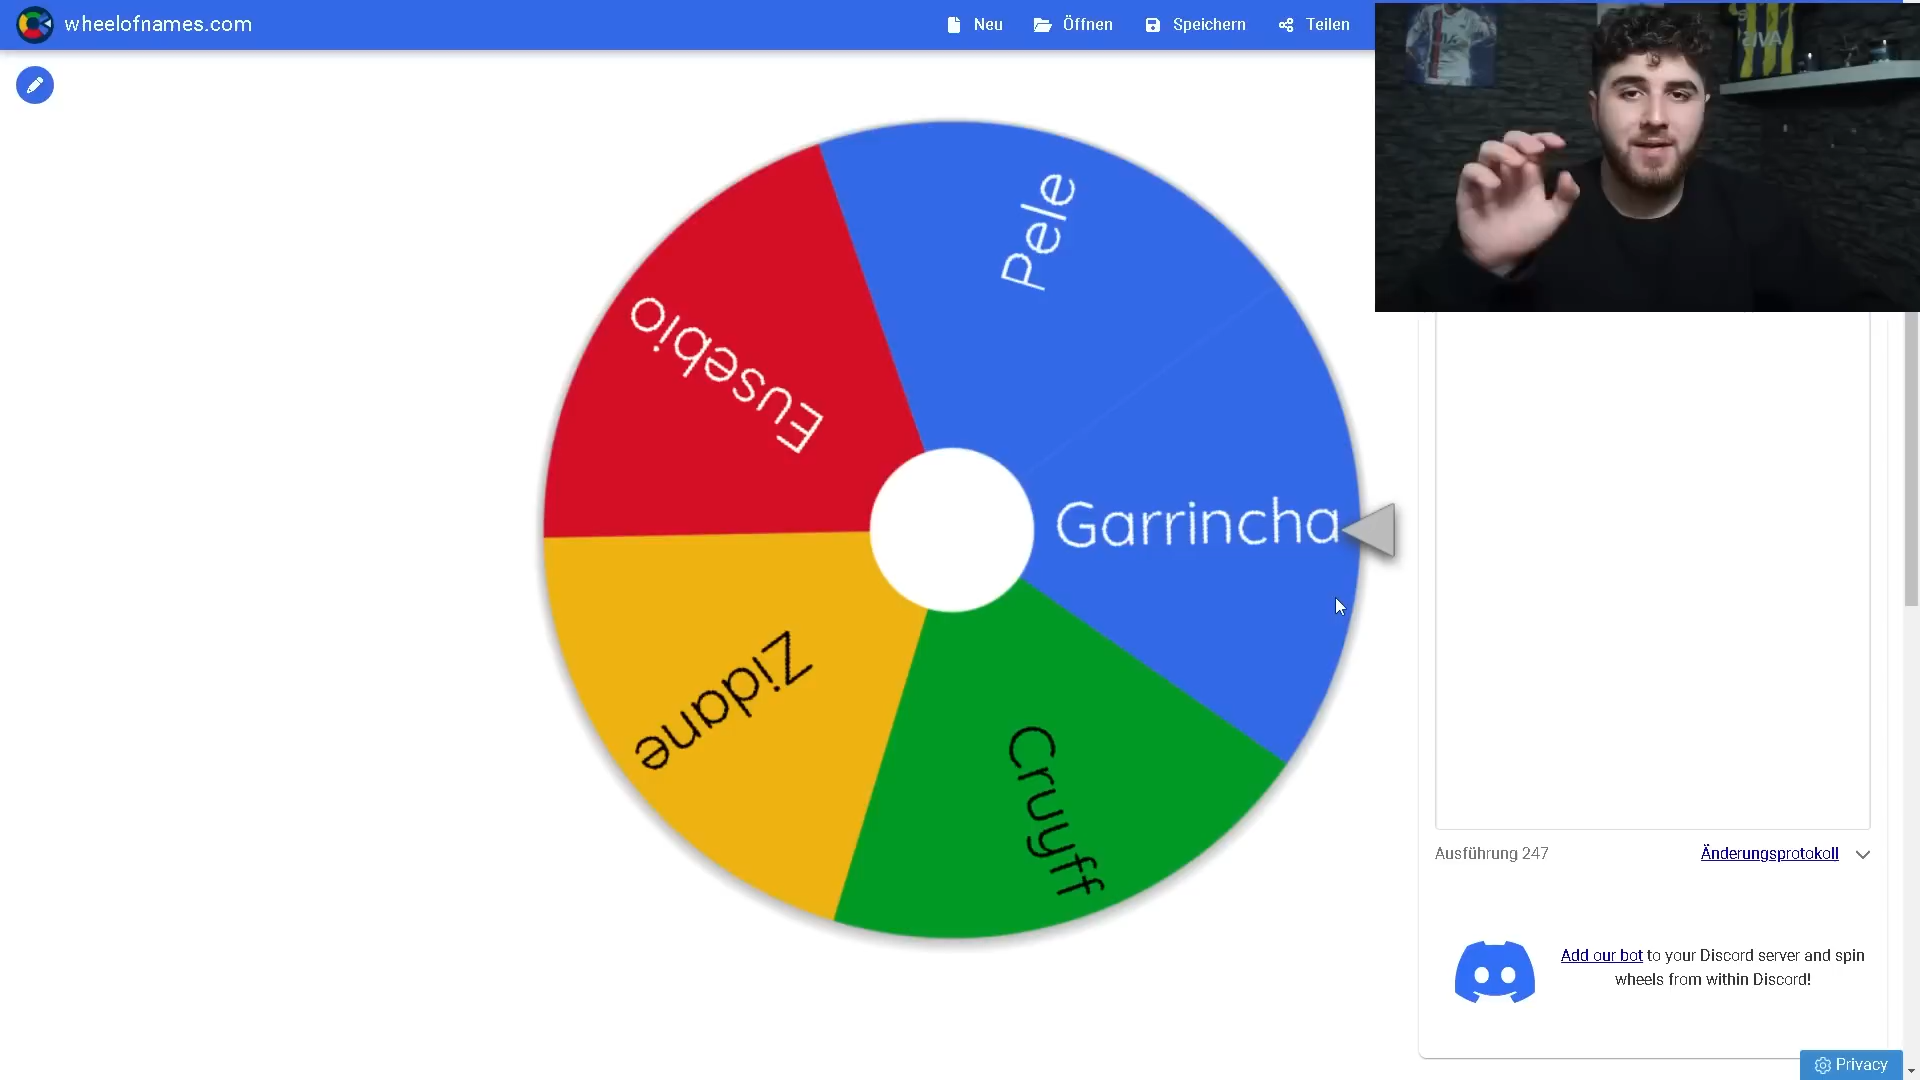 wheelofnames.com
Neu
Öffnen
Speichern
Teilen
Pele
Eusebio
Garrincha
Zidane
Cruyff
Ausführung 247
Änderungsprotokoll
Add our bot to your Discord server and spin
wheels from within Discord!
Privacy